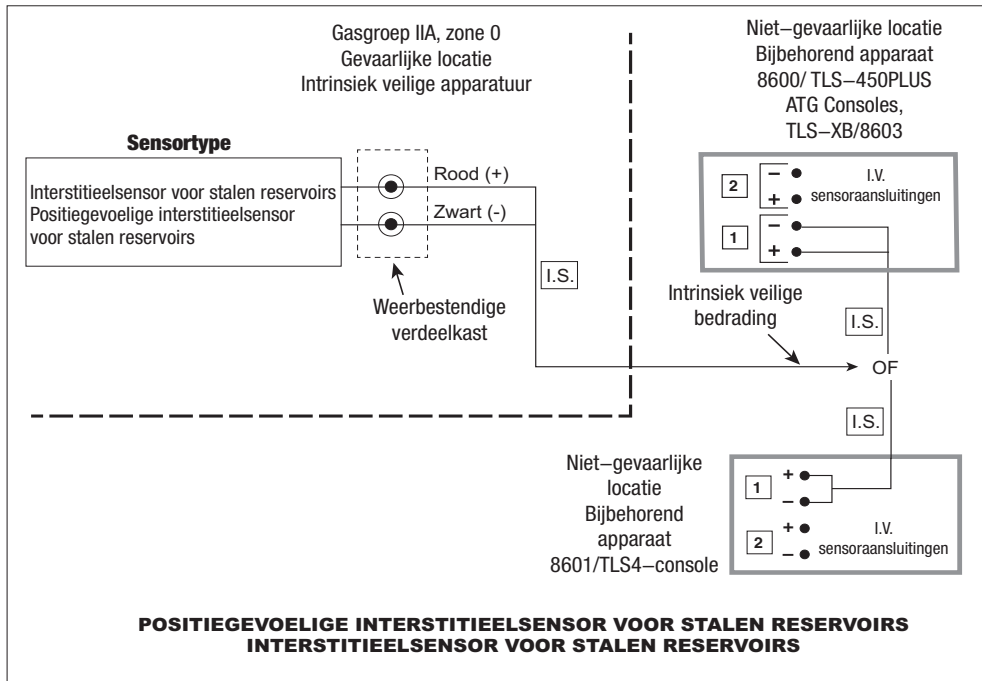 Gasgroep IIA, zone 0
Gevaarlijke locatie
Intrinsiek veilige apparatuur
Niet–gevaarlijke locatie
Bijbehorend apparaat
8600/ TLS–450PLUS
ATG Consoles,
TLS–XB/8603
Sensortype
Interstitieelsensor voor stalen reservoirs
Positiegevoelige interstitieelsensor
voor stalen reservoirs
Rood (+)
Zwart (-)
I.S.
Weerbestendige
verdeelkast
2
–
+
1
–
+
I.V.
sensoraansluitingen
Intrinsiek veilige
bedrading
I.S.
OF
I.S.
Niet–gevaarlijke
locatie
Bijbehorend
apparaat
8601/TLS4–console
1
+
–
2
+
–
I.V.
sensoraansluitingen
POSITIEGEVOELIGE INTERSTITIEELSENSOR VOOR STALEN RESERVOIRS
INTERSTITIEELSENSOR VOOR STALEN RESERVOIRS